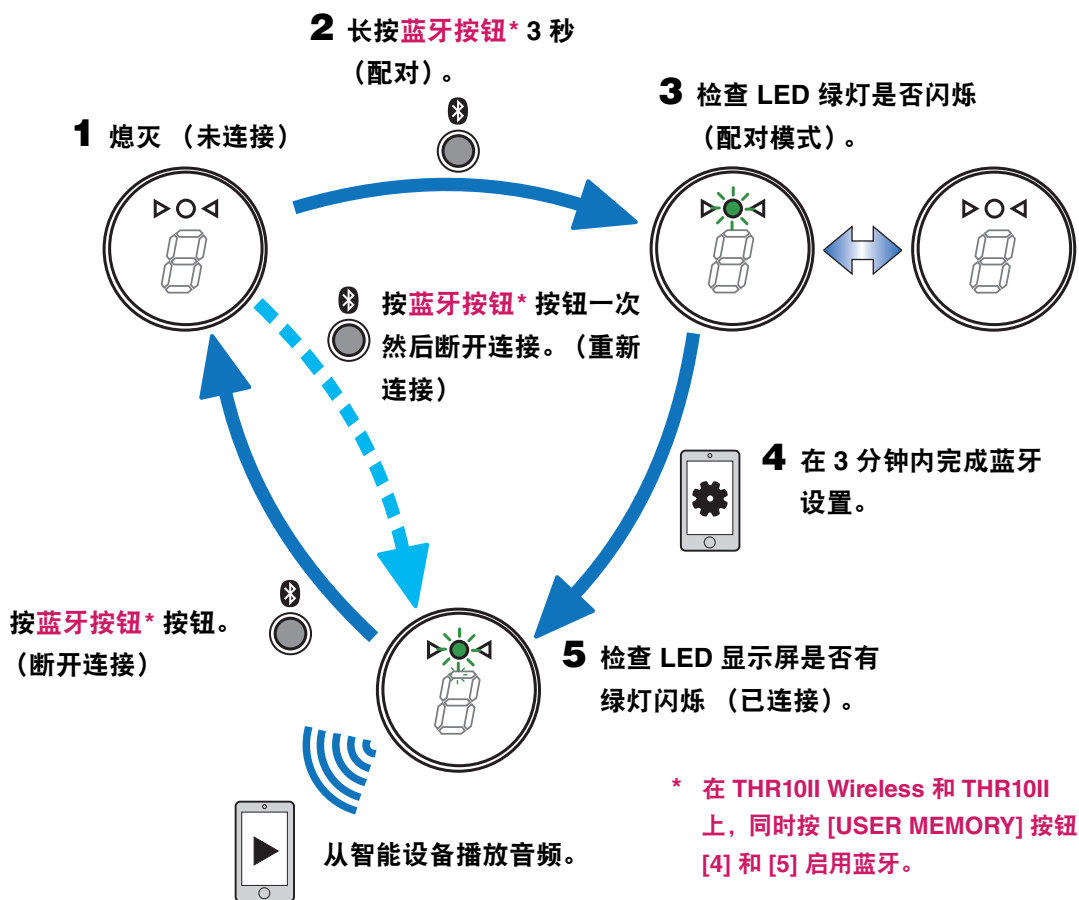 1 熄灭 （未连接）
2 长按蓝牙按钮* 3 秒
（配对）。
3 检查 LED 绿灯是否闪烁
（配对模式）。
按蓝牙按钮* 按钮一次
然后断开连接。（重新
连接）
4 在 3 分钟内完成蓝牙
设置。
按蓝牙按钮* 按钮。
（断开连接）
5 检查 LED 显示屏是否有
绿灯闪烁 （已连接）。
从智能设备播放音频。
* 在 THR10II Wireless 和 THR10II
上，同时按 [USER MEMORY] 按钮
[4] 和 [5] 启用蓝牙。